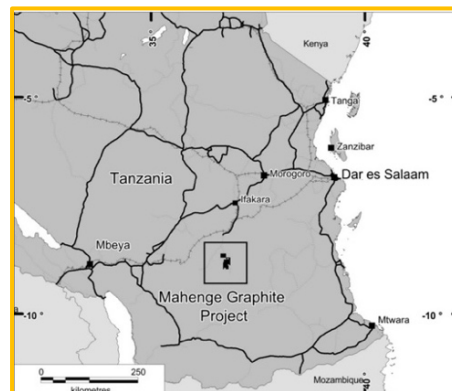 35
40
Kenya
-5
-5
Tanga
Zanzibar
Morogoro
Dar es Salaam
Tanzania
Ifakara
Mbeya
Mahenge Graphite
Project
-10
-10
Mtwara
0
250
kilometres
Mozambique
40